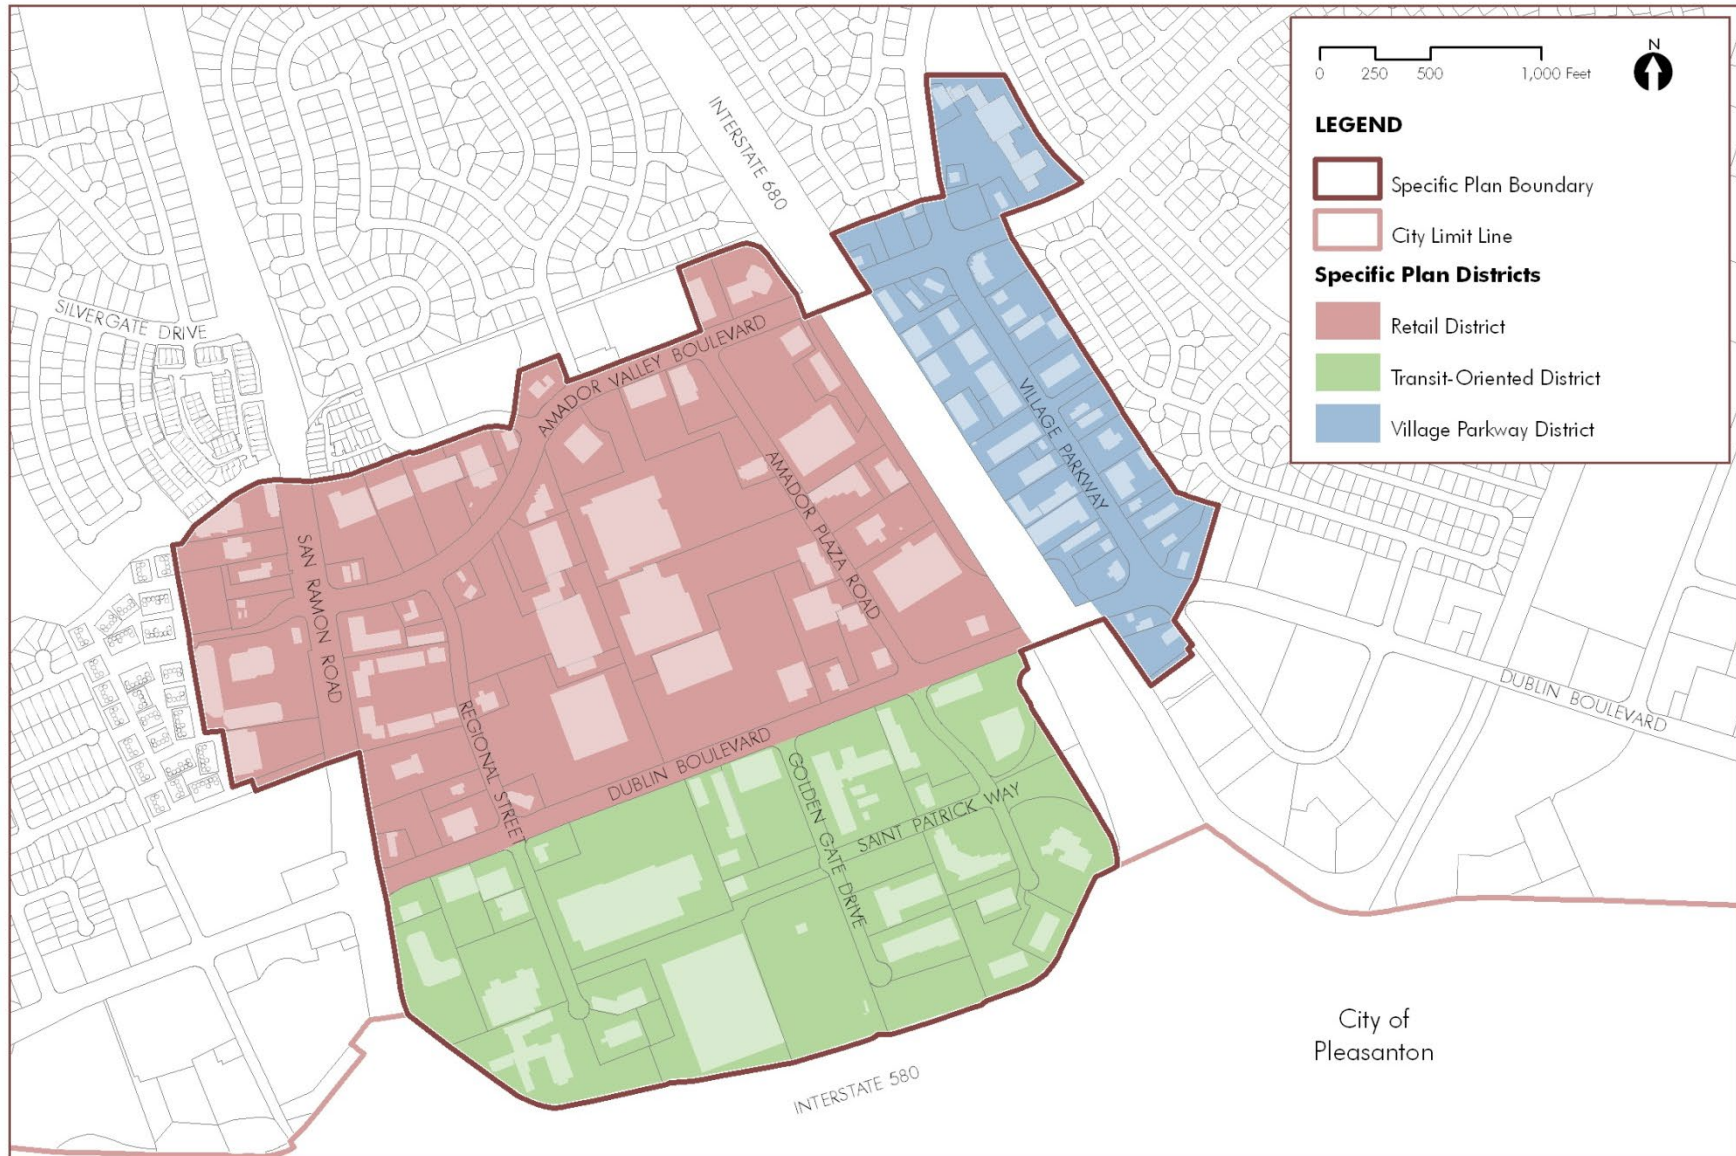 N
0 250 500 1,000 Feet
LEGEND
Specific Plan Boundary
City Limit Line
Specific Plan Districts
Retail District
Transit-Oriented District
Village Parkway District
INTERSTATE 680
SILVERGATE DRIVE
AMADOR VALLEY BOULEVARD
VILLAGE PARKWAY
AMADOR PLAZA ROAD
SAN RAMON ROAD
REGIONAL STREET
DUBLIN BOULEVARD
DUBLIN BOULEVARD
GOLDEN GATE DRIVE
SAINT PATRICK WAY
City of
Pleasanton
INTERSTATE 580